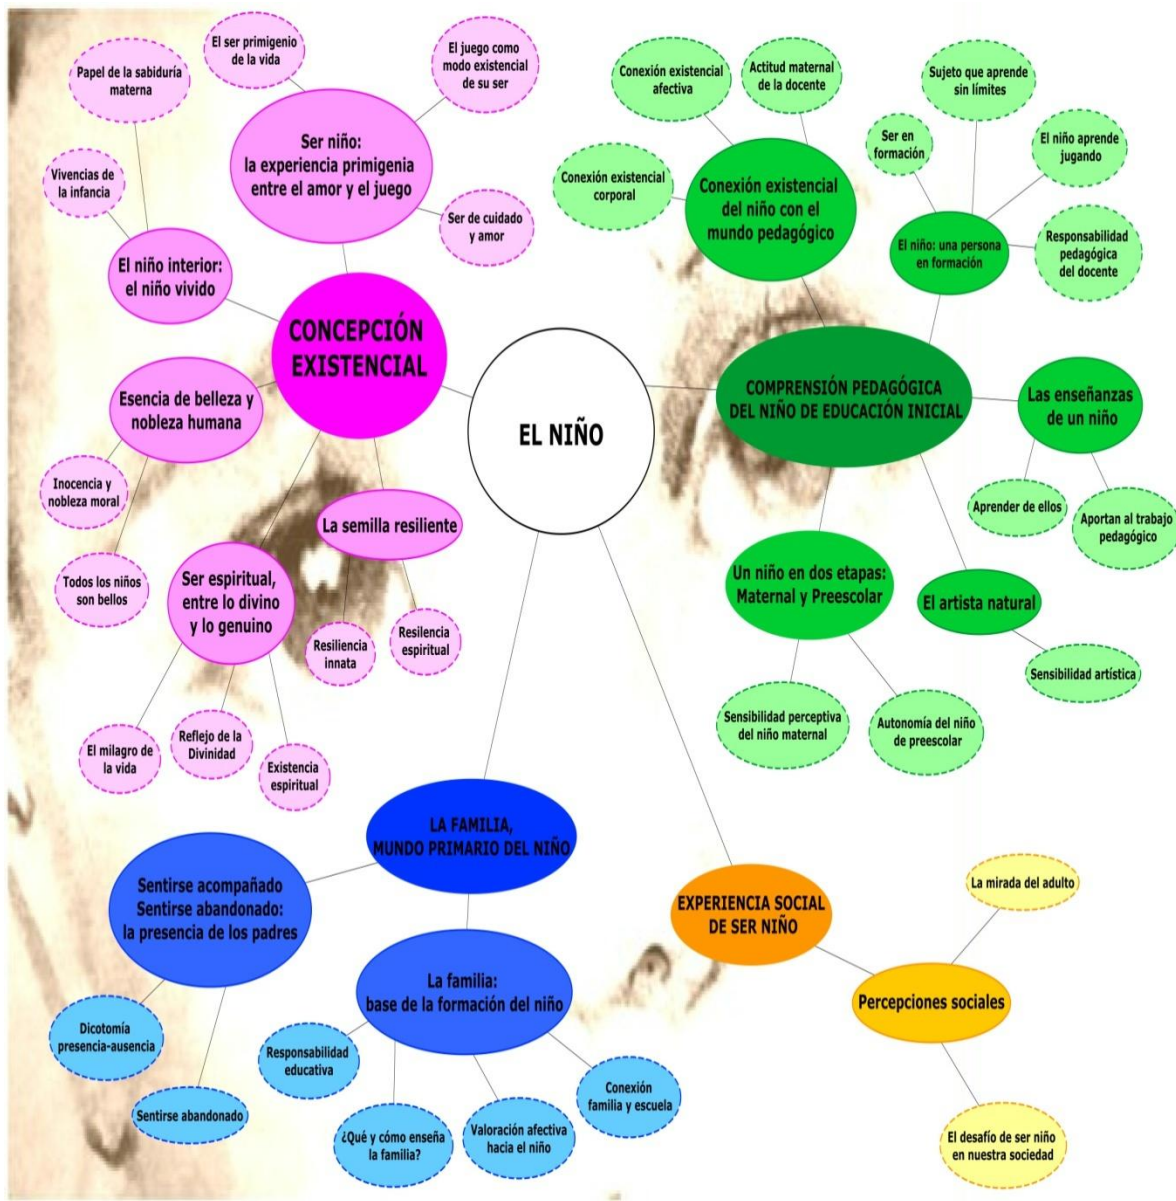 El ser primigenio
de la vida
El juego como
modo existencial
de su ser
Papel de la sabiduría
materna
Ser niño:
la experiencia primigenia
entre el amor y el juego
Vivencias de
la infancia
Ser de cuidado
y amor
El niño interior:
el niño vivido
CONCEPCIÓN
EXISTENCIAL
Esencia de belleza y
nobleza humana
Inocencia y
nobleza moral
Todos los niños
son bellos
La semilla resiliente
Ser espiritual,
entre lo divino
y lo genuino
Resiliencia
innata
Resilencia
espiritual
El milagro de
la vida
Reflejo de la
Divinidad
Existencia
espiritual
EL NIÑO
Conexión existencial
afectiva
Actitud maternal
de la docente
Sujeto que aprende
sin límites
Ser en
formación
El niño aprende
jugando
Conexión existencial
corporal
Conexión existencial
del niño con el
mundo pedagógico
El niño: una persona
en formación
Responsabilidad
pedagógica
del docente
COMPRENSIÓN PEDAGÓGICA
DEL NIÑO DE EDUCACIÓN INICIAL
Las enseñanzas
de un niño
Aprender de ellos
Aportan al trabajo
pedagógico
Un niño en dos etapas:
Maternal y Preescolar
El artista natural
Sensibilidad artística
Sensibilidad perceptiva
del niño maternal
Autonomía del niño
de preescolar
LA FAMILIA,
MUNDO PRIMARIO DEL NIÑO
Sentirse acompañado
Sentirse abandonado:
la presencia de los padres
La familia:
base de la formación del niño
Dicotomía
presencia-ausencia
Sentirse abandonado
Responsabilidad
educativa
¿Qué y cómo enseña
la familia?
Valoración afectiva
hacia el niño
Conexión
familia y escuela
EXPERIENCIA SOCIAL
DE SER NIÑO
La mirada del adulto
Percepciones sociales
El desafío de ser niño
en nuestra sociedad